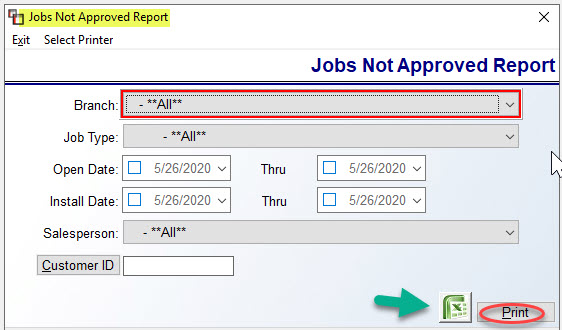 Jobs Not Approved Report
Exit Select Printer
Jobs Not Approved Report
Branch: - **All**
Job Type: - **All**
Open Date: 5/26/2020 Thru 5/26/2020
Install Date: 5/26/2020 Thru 5/26/2020
Salesperson: - **All**
Customer ID
Print